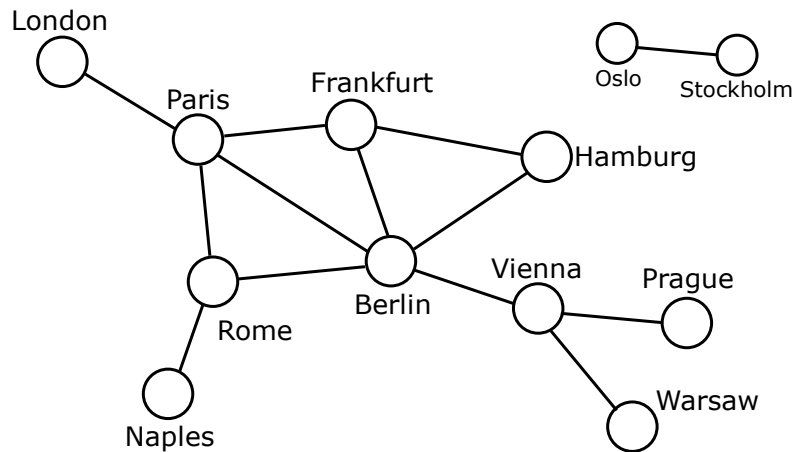 London
Paris
Frankfurt
Oslo
Stockholm
Hamburg
Rome
Berlin
Vienna
Prague
Naples
Warsaw